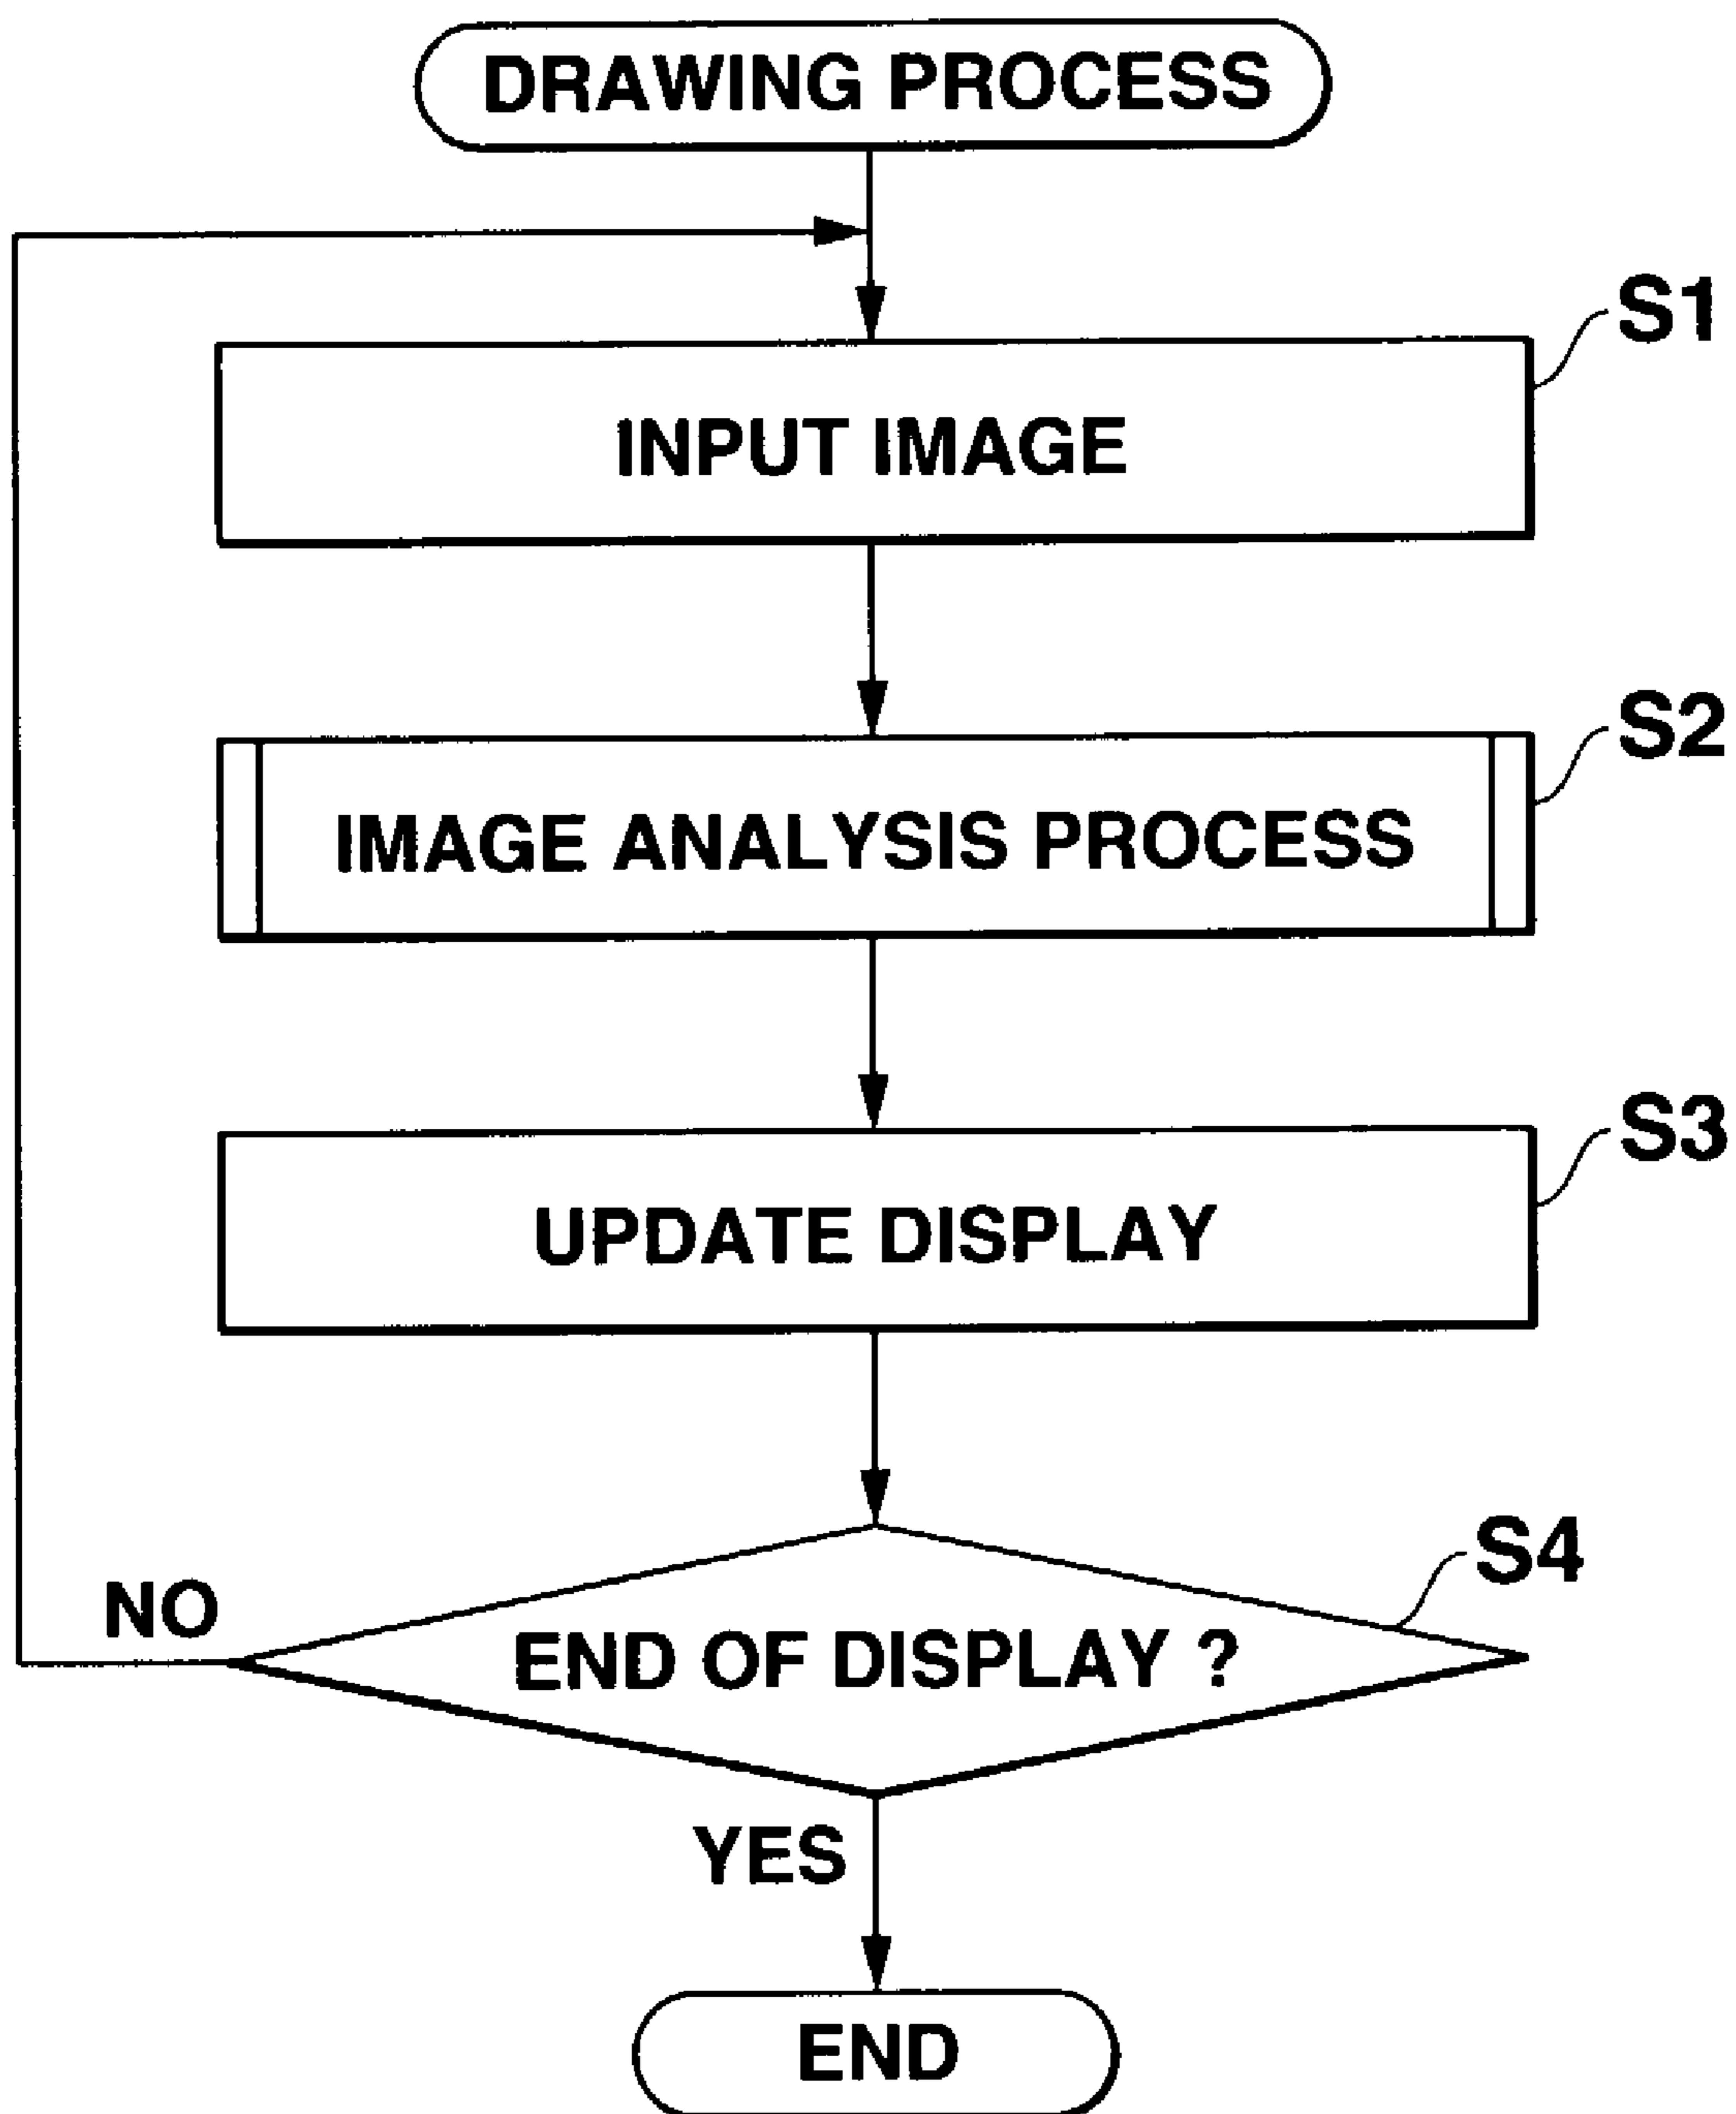 DRAWING PROCESS
S1
INPUT IMAGE
S2
IMAGE ANALYSIS PROCESS
S3
UPDATE DISPLAY
S4
NO
END OF DISPLAY ?
YES
END